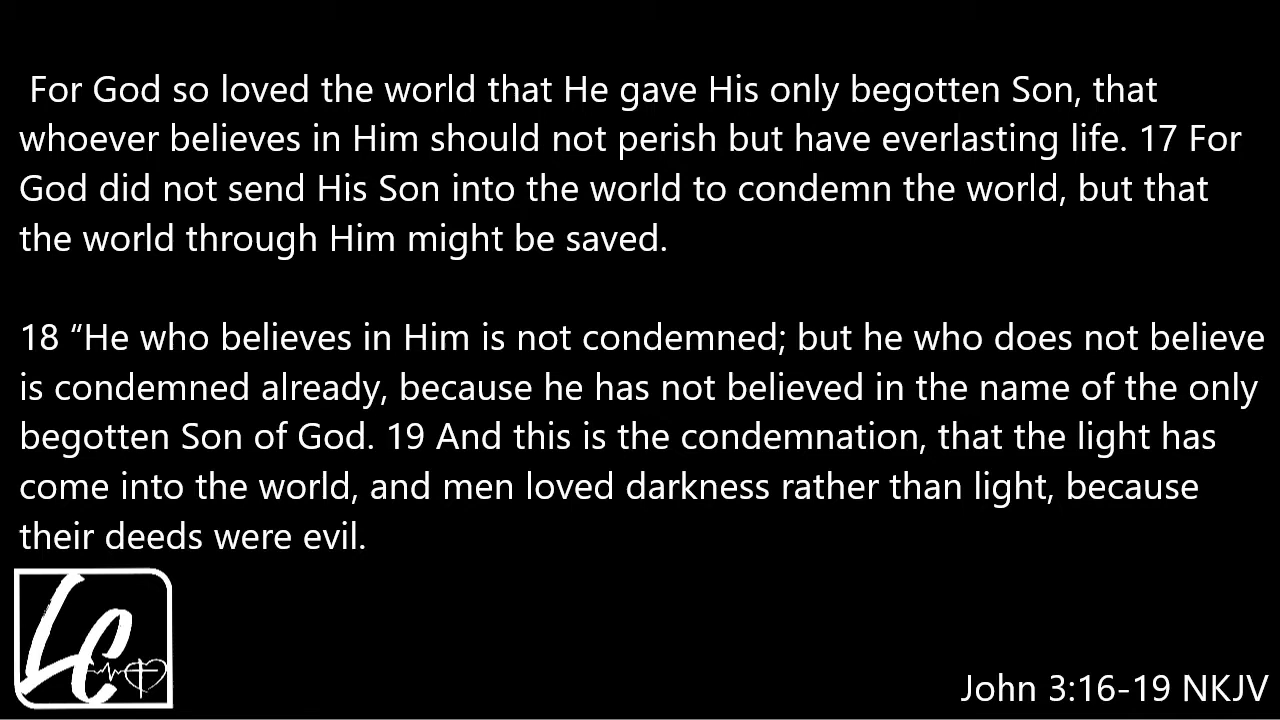 For God so loved the world that He gave His only begotten Son, that
whoever believes in Him should not perish but have everlasting life. 17 For
God did not send His Son into the world to condemn the world, but that
the world through Him might be saved.
18 “He who believes in Him is not condemned; but he who does not believe
is condemned already, because he has not believed in the name of the only
begotten Son of God. 19 And this is the condemnation, that the light has
come into the world, and men loved darkness rather than light, because
their deeds were evil.
LC
John 3:16-19 NKJV